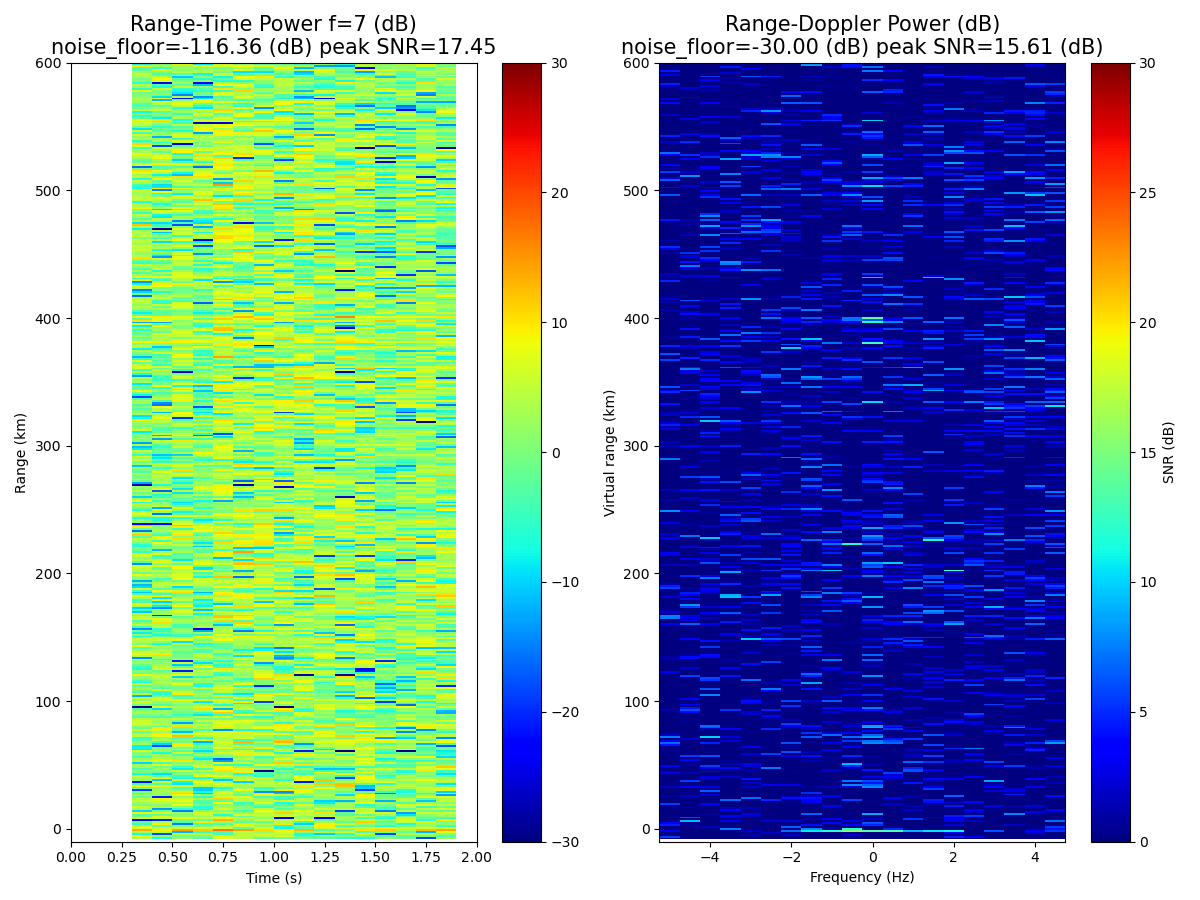 Range-Time Power f=7 (dB)
noise_floor=-116.36 (dB) peak SNR=17.45
Range (km)
600
500
400
300
200
100
0
0.00 0.25 0.50 0.75 1.00 1.25 1.50 1.75 2.00
Time (s)
30
20
10
0
−10
−20
−30
Range-Doppler Power (dB)
noise_floor=-30.00 (dB) peak SNR=15.61 (dB)
Virtual range (km)
600
500
400
300
200
100
0
−4 −2 0 2 4
Frequency (Hz)
30
25
20
15
10
5
0
SNR (dB)